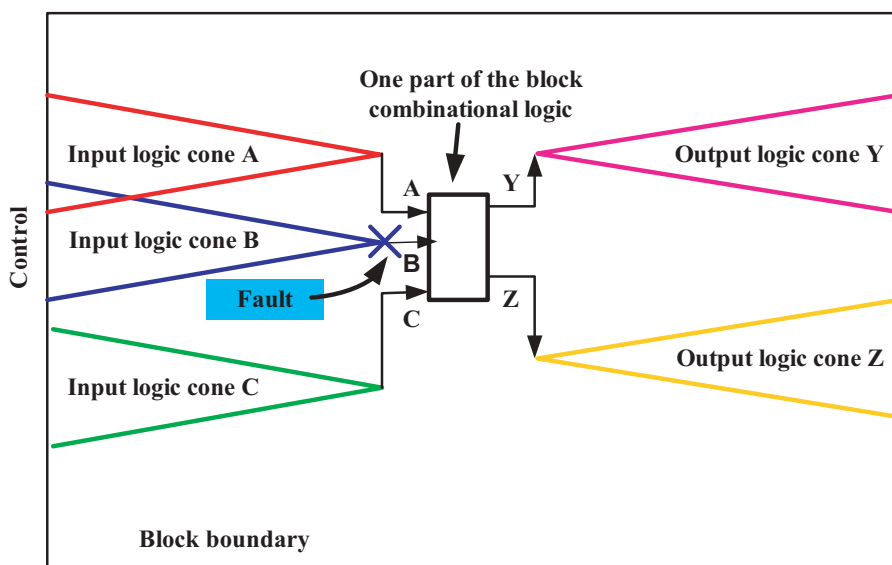 One part of the block
combinational logic
Input logic cone A
Output logic cone Y
A
Y
Input logic cone B
B
Control
Fault
C
Z
Input logic cone C
Output logic cone Z
Block boundary